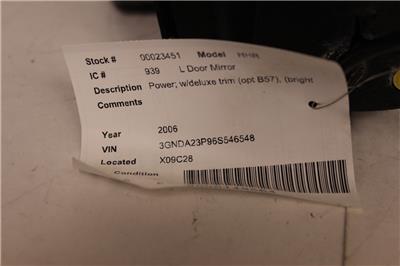 Stock # 00023451 Model
IC # 939 L Door Mirror
Description Power; w/deluxe trim (opt B57), (bright
Comments
Year 2006
VIN 3GNDA23P96S546548
Located X09C28
Condition